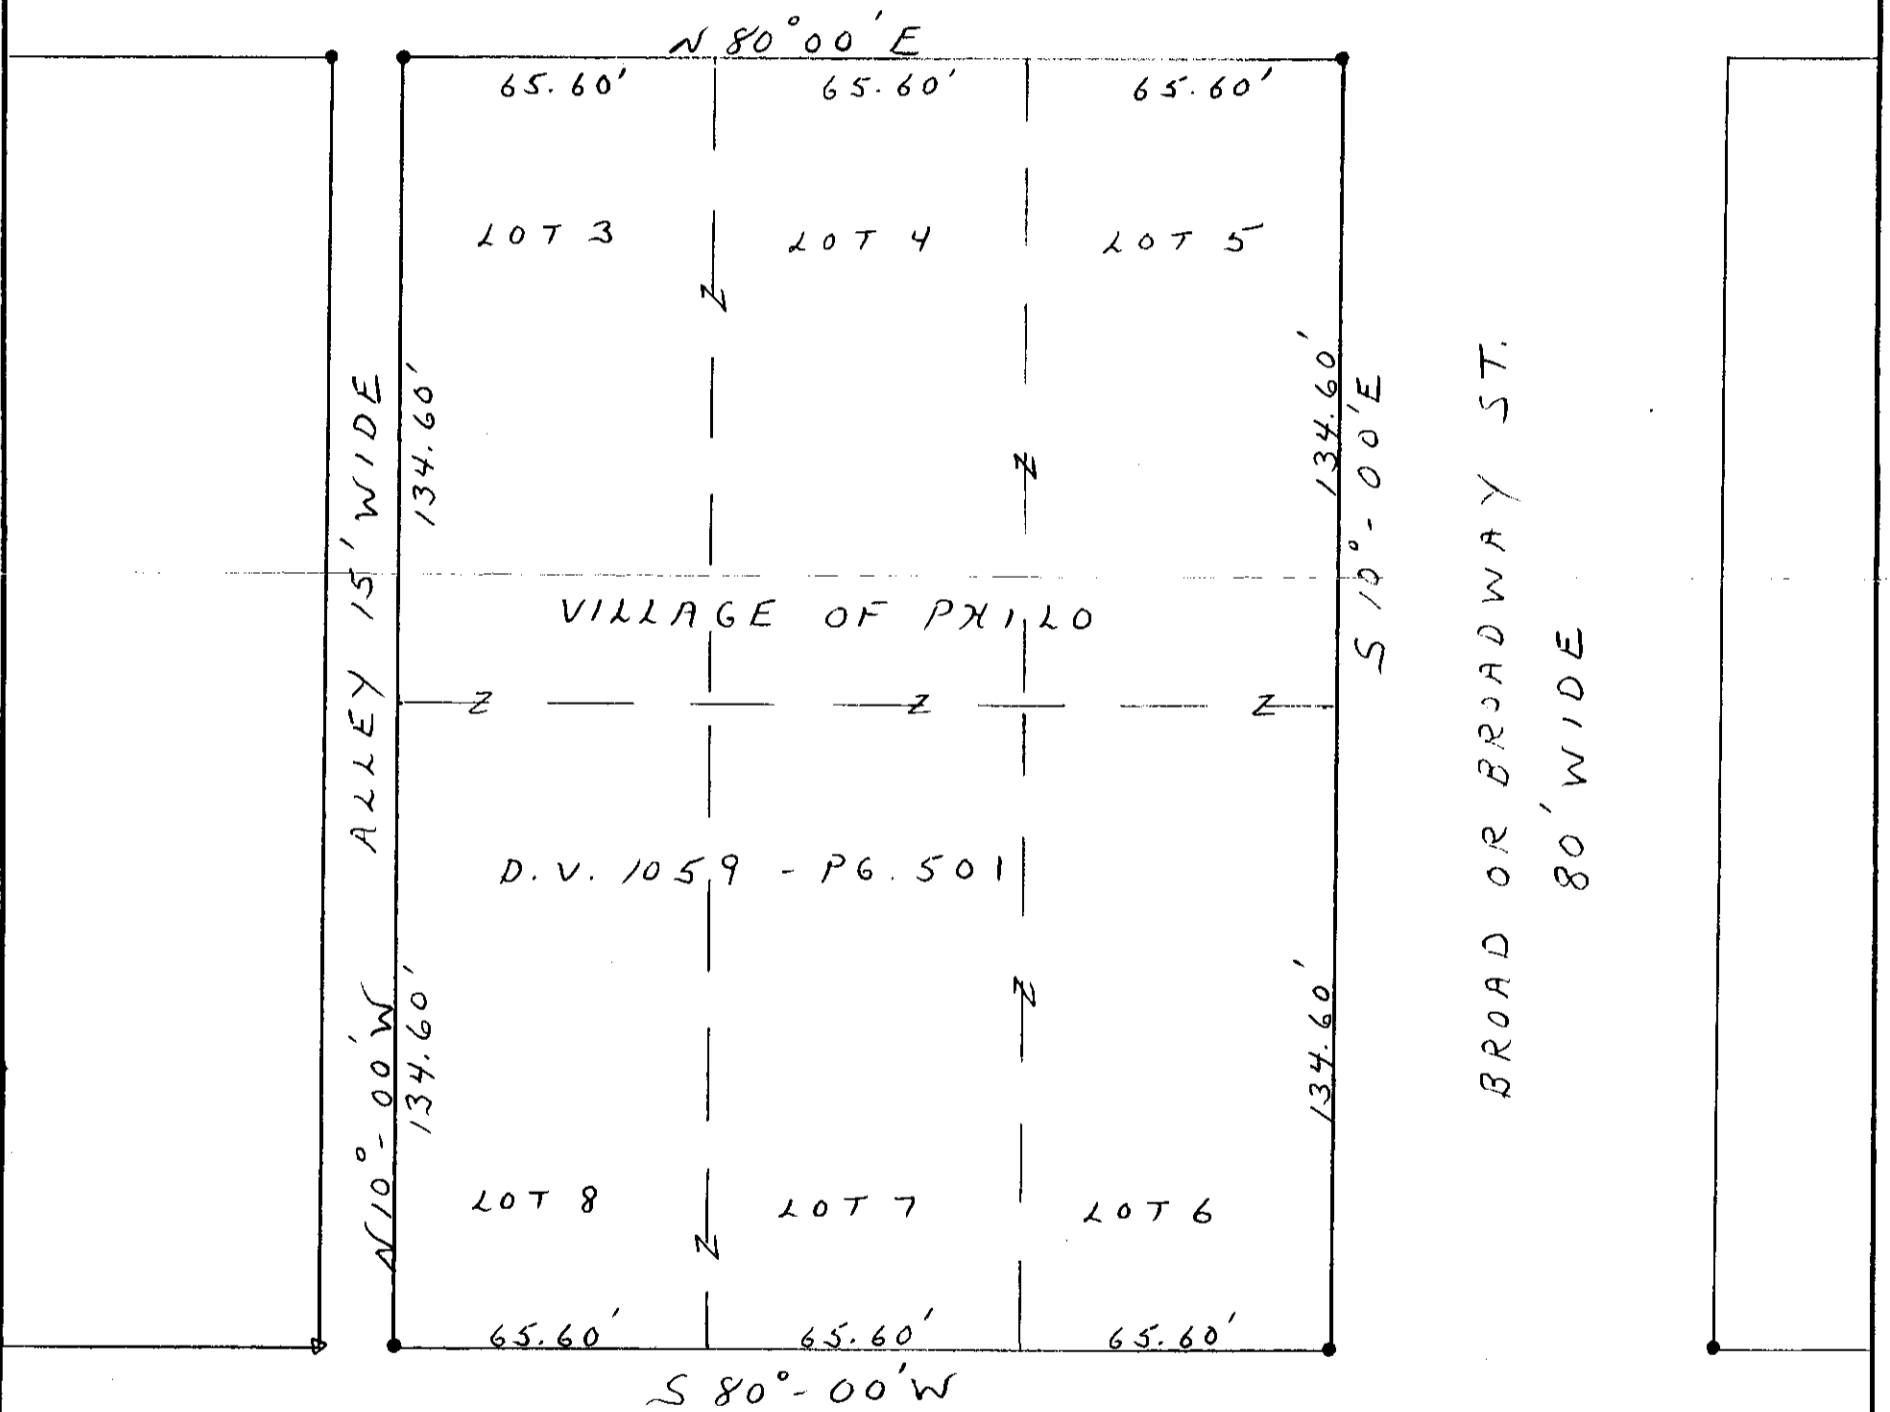 N 80°00' E
65.60' 65.60' 65.60'
LOT 3 LOT 4 LOT 5
134.60'
134.60'
S 10°-00'E
ALLEY 15' WIDE
BROAD OR BROADWAY ST.
80' WIDE
VILLAGE OF PHILO
D.V. 1059 - PG. 501
N 10°-00'W
134.60'
134.60'
LOT 8 LOT 7 LOT 6
65.60' 65.60' 65.60'
S 80°-00'W